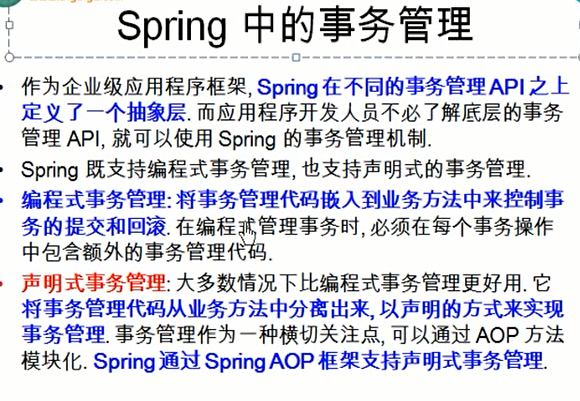 Spring 中的事务管理
作为企业级应用程序框架, Spring 在不同的事务管理 API 之上
定义了一个抽象层. 而应用程序开发人员不必了解底层的事务
管理 API, 就可以使用 Spring 的事务管理机制.
Spring 既支持编程式事务管理, 也支持声明式的事务管理.
编程式事务管理: 将事务管理代码嵌入到业务方法中来控制事
务的提交和回滚. 在编程式管理事务时, 必须在每个事务操作
中包含额外的事务管理代码.
声明式事务管理: 大多数情况下比编程式事务管理更好用. 它
将事务管理代码从业务方法中分离出来, 以声明的方式来实现
事务管理. 事务管理作为一种横切关注点, 可以通过 AOP 方法
模块化. Spring 通过 Spring AOP 框架支持声明式事务管理.